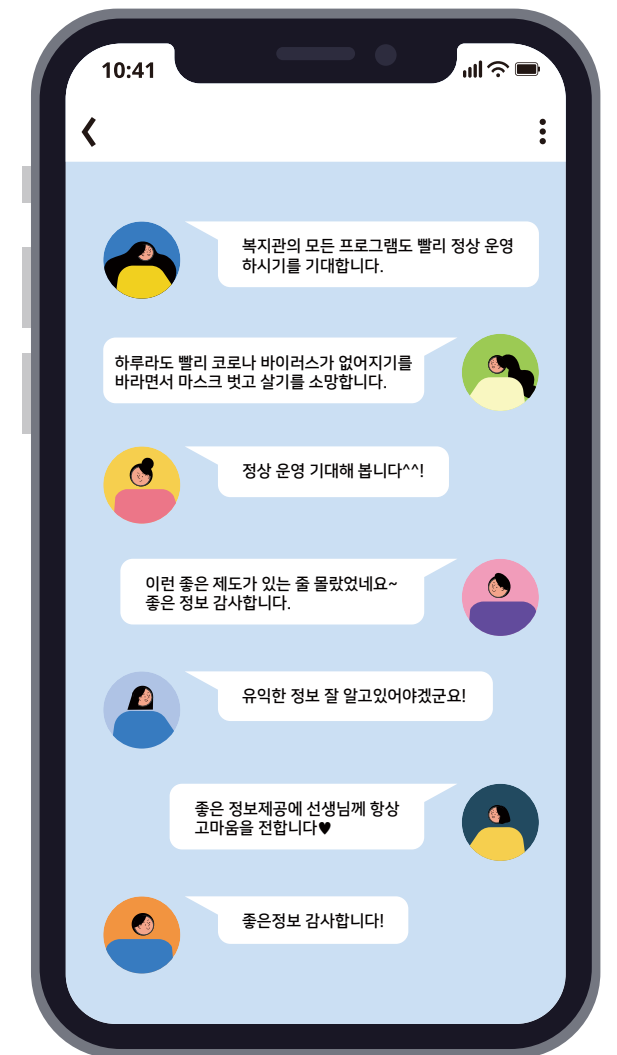 10:41
복지관의 모든 프로그램도 빨리 정상 운영
하시기를 기대합니다.
하루라도 빨리 코로나 바이러스가 없어지기를
바라면서 마스크 벗고 살기를 소망합니다.
정상 운영 기대해 봅니다^^!
이런 좋은 제도가 있는 줄 몰랐었네요~
좋은 정보 감사합니다.
유익한 정보 잘 알고있어야겠군요!
좋은 정보제공에 선생님께 항상
고마움을 전합니다♥
좋은정보 감사합니다!